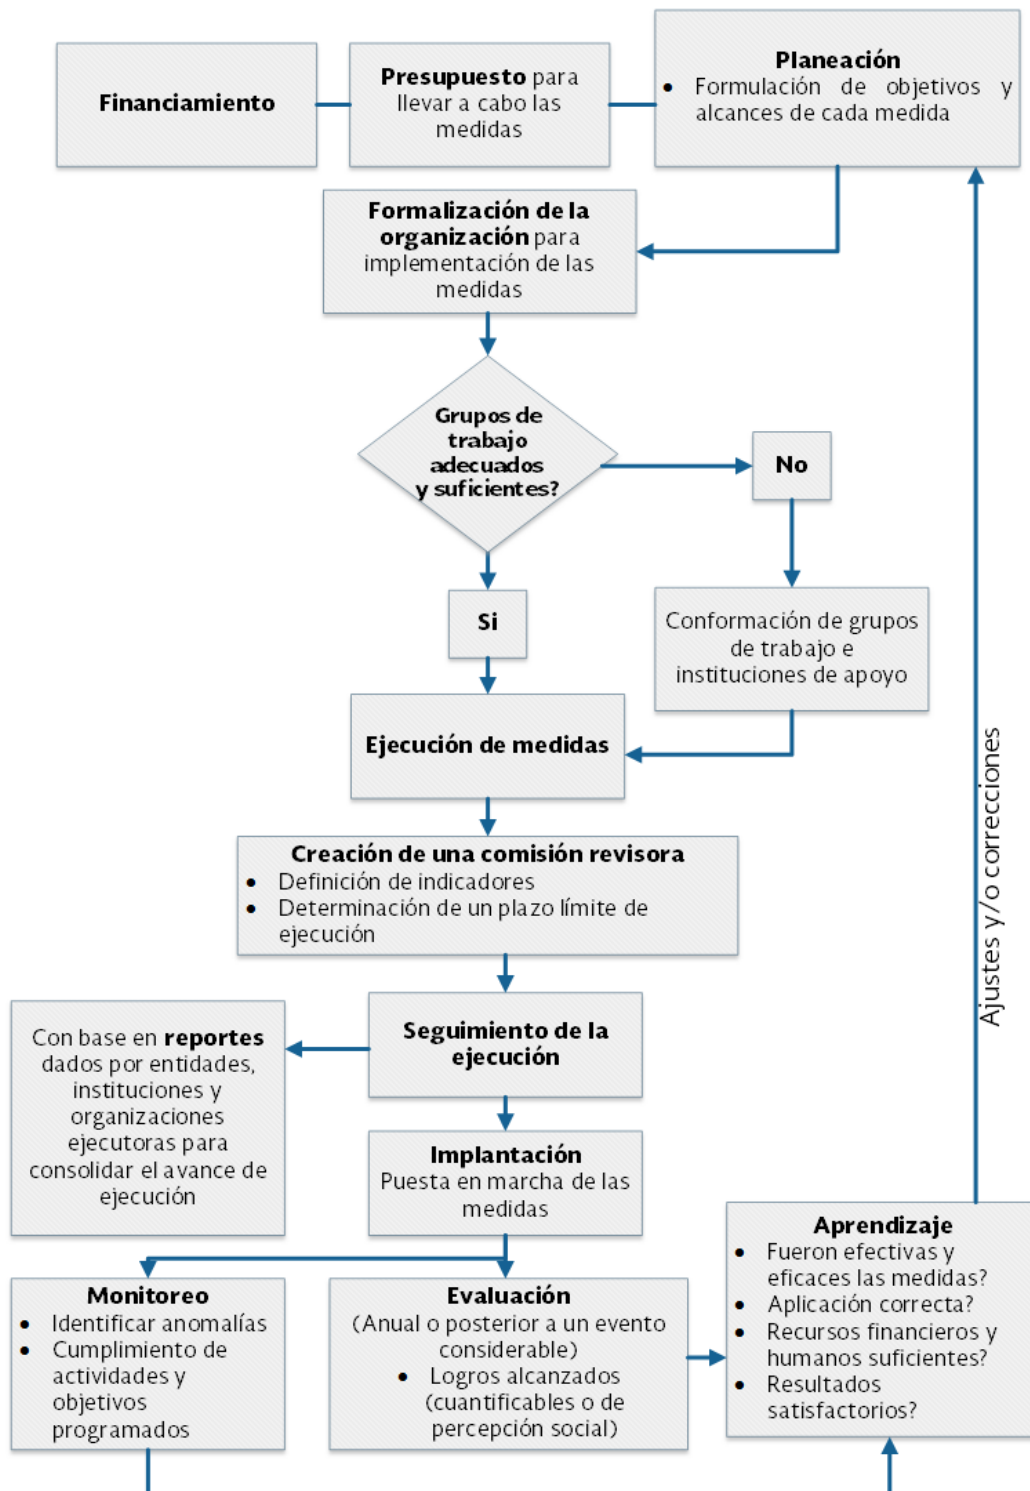 Financiamiento
Presupuesto para
llevar a cabo las
medidas
Planeación
• Formulación de objetivos y
alcances de cada medida
Formalización de la
organización para
implementación de las
medidas
Grupos de
trabajo
adecuados
y suficientes?
No
Si
Conformación de grupos
de trabajo e
instituciones de apoyo
Ejecución de medidas
Creación de una comisión revisora
• Definición de indicadores
• Determinación de un plazo límite de
ejecución
Seguimiento de la
ejecución
Con base en reportes
dados por entidades,
instituciones y
organizaciones
ejecutoras para
consolidar el avance de
ejecución
Implantación
Puesta en marcha de las
medidas
Monitoreo
• Identificar anomalías
• Cumplimiento de
actividades y
objetivos
programados
Evaluación
(Anual o posterior a un evento
considerable)
• Logros alcanzados
(cuantificables o de
percepción social)
Aprendizaje
• Fueron efectivas y
eficaces las medidas?
• Aplicación correcta?
• Recursos financieros y
humanos suficientes?
• Resultados
satisfactorios?
Ajustes y/o correcciones